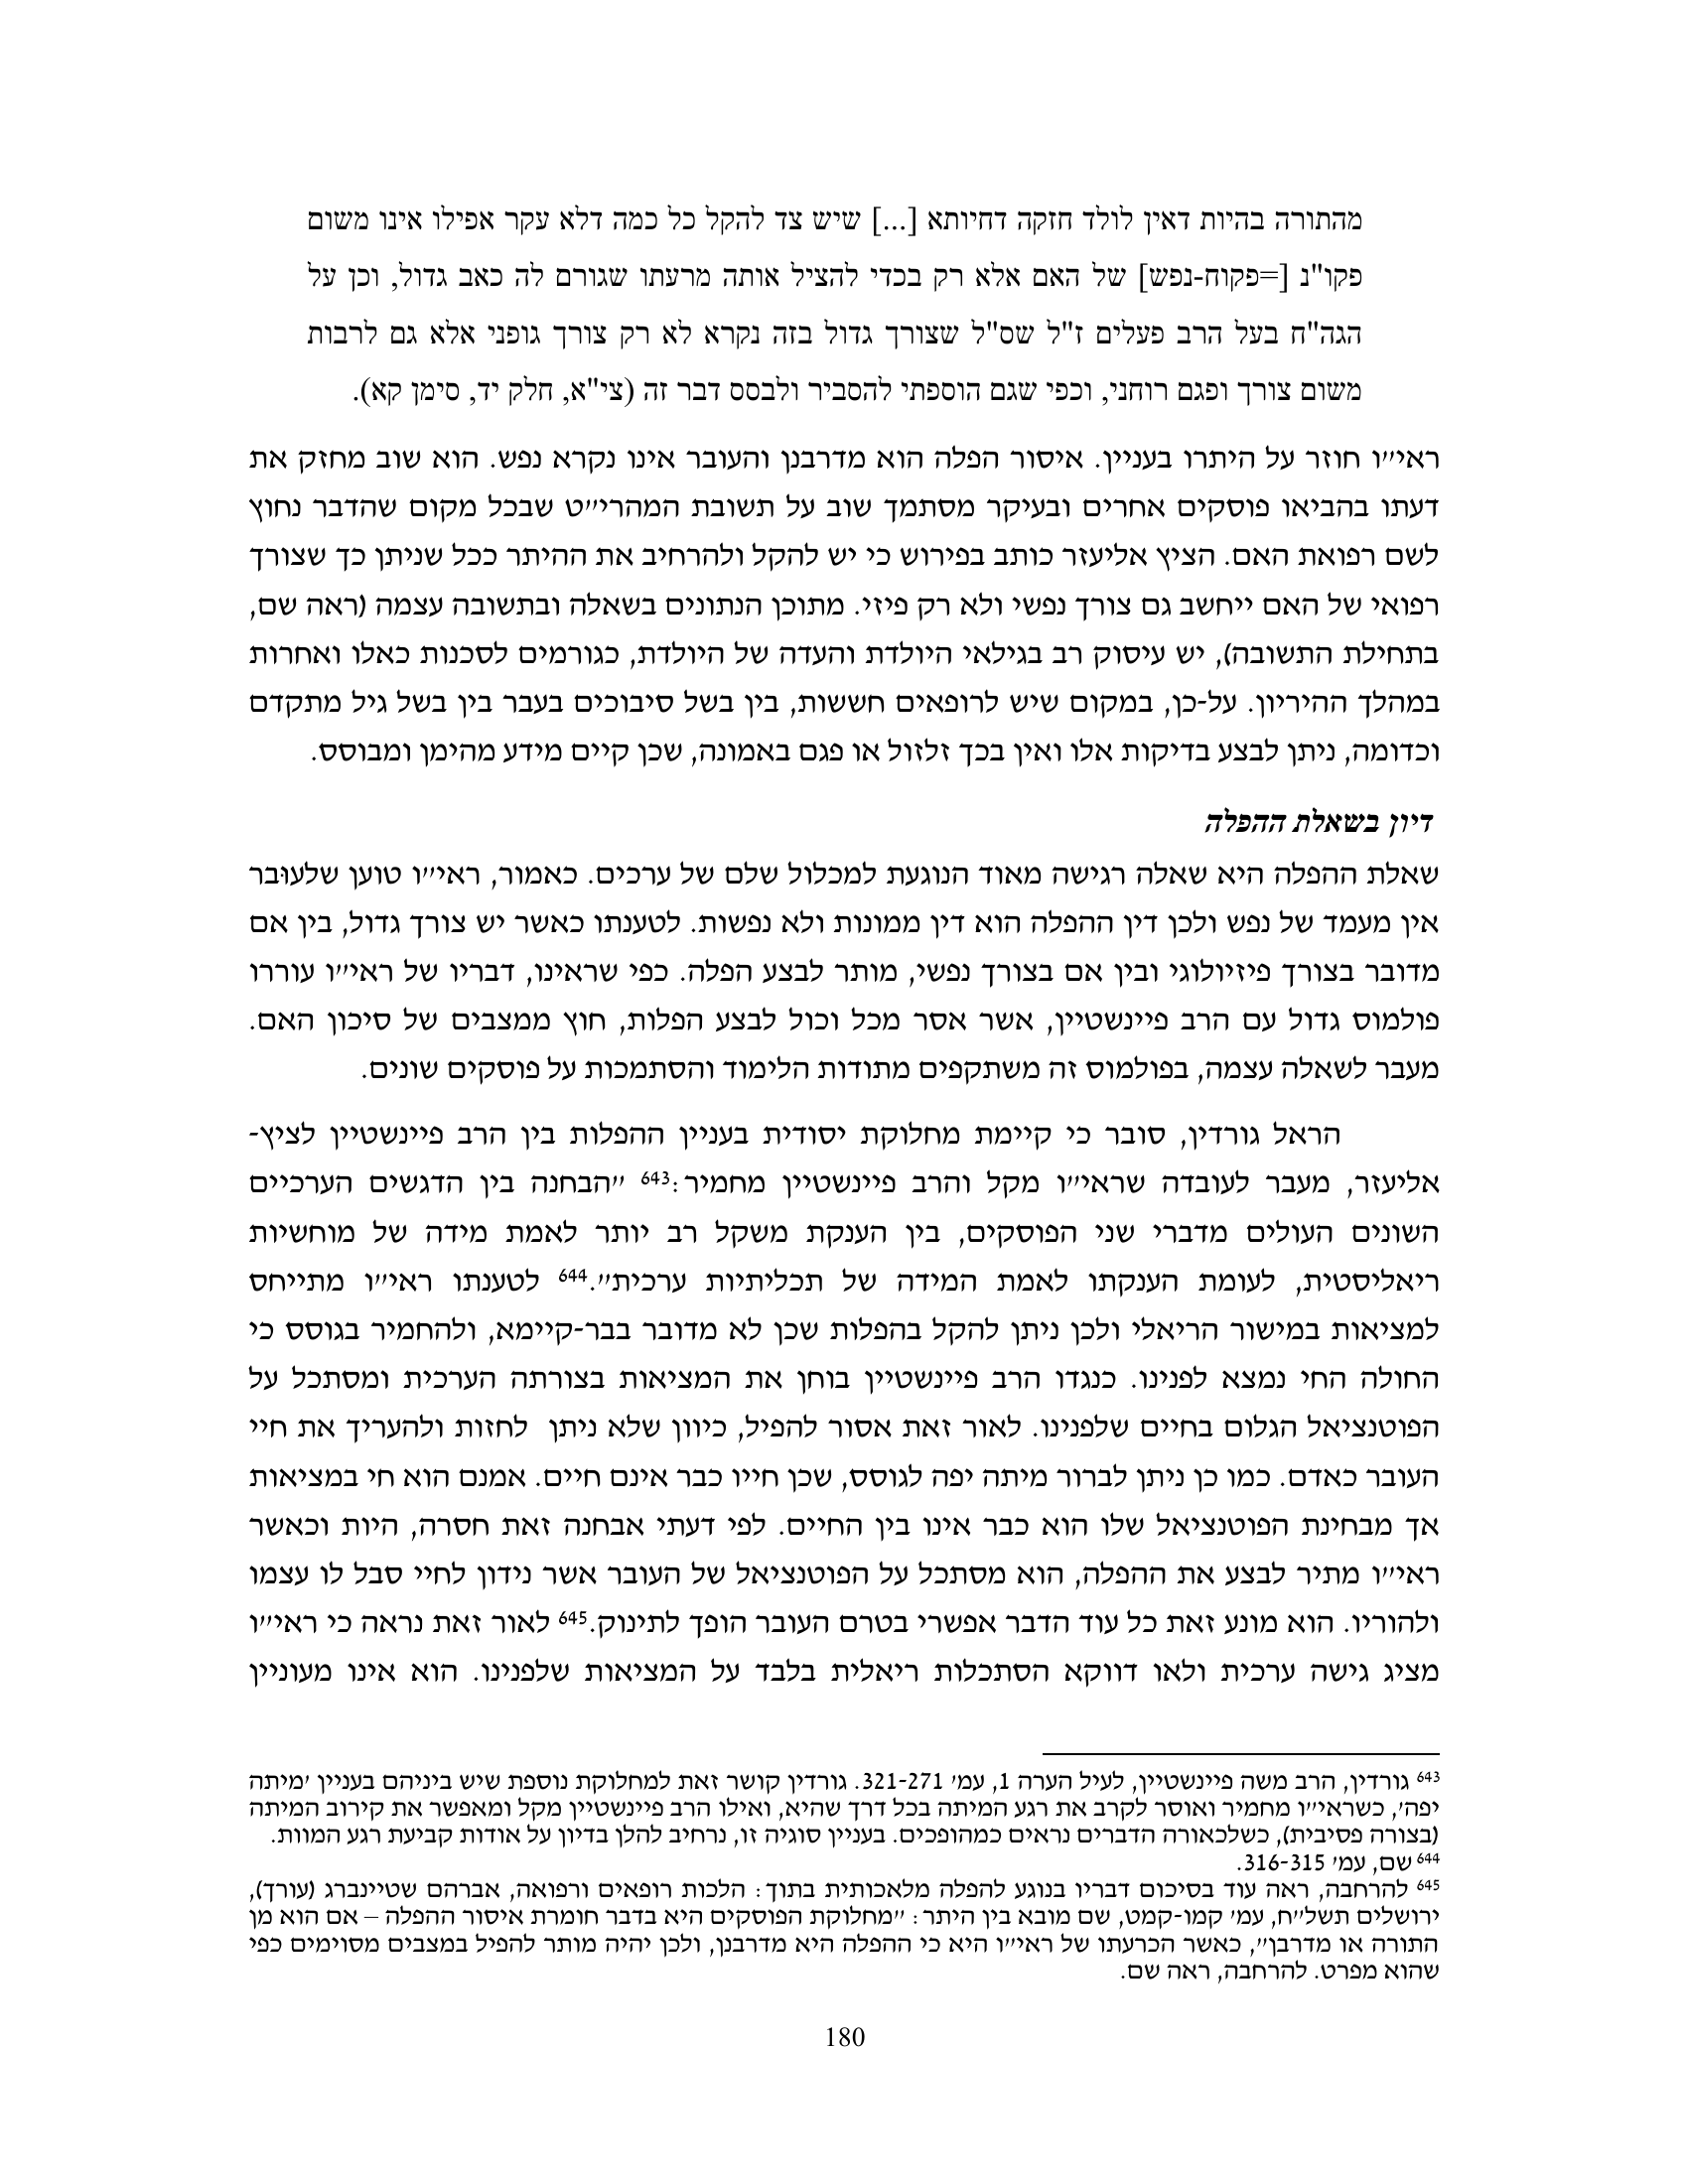 מהתורה בהיות דאין לולד חזקה דחיותא [...] שיש צד להקל כל כמה דלא עקר אפילו אינו משום
פקו"נ [=פקוח-נפש] של האם אלא רק בכדי להציל אותה מרעתו שגורם לה כאב גדול, וכן על
הגה"ח בעל הרב פעלים ז"ל שס"ל שצורך גדול בזה נקרא לא רק צורך גופני אלא גם לרבות
משום צורך ופגם רוחני, וכפי שגם הוספתי להסביר ולבסס דבר זה (צי"א, חלק יד, סימן קא).
ראי״ו חוזר על היתרו בעניין. איסור הפלה הוא מדרבנן והעובר אינו נקרא נפש. הוא שוב מחזק את
דעתו בהביאו פוסקים אחרים ובעיקר מסתמך שוב על תשובת המהרי״ט שבכל מקום שהדבר נחוץ
לשם רפואת האם. הציץ אליעזר כותב בפירוש כי יש להקל ולהרחיב את ההיתר ככל שניתן כך שצורך
רפואי של האם ייחשב גם צורך נפשי ולא רק פיזי. מתוכן הנתונים בשאלה ובתשובה עצמה (ראה שם,
בתחילת התשובה), יש עיסוק רב בגילאי היולדת והעדה של היולדת, כגורמים לסכנות כאלו ואחרות
במהלך ההיריון. על-כן, במקום שיש לרופאים חששות, בין בשל סיבוכים בעבר בין בשל גיל מתקדם
וכדומה, ניתן לבצע בדיקות אלו ואין בכך זלזול או פגם באמונה, שכן קיים מידע מהימן ומבוסס.
דיון בשאלת ההפלה
שאלת ההפלה היא שאלה רגישה מאוד הנוגעת למכלול שלם של ערכים. כאמור, ראי״ו טוען שלעוּבר
אין מעמד של נפש ולכן דין ההפלה הוא דין ממונות ולא נפשות. לטענתו כאשר יש צורך גדול, בין אם
מדובר בצורך פיזיולוגי ובין אם בצורך נפשי, מותר לבצע הפלה. כפי שראינו, דבריו של ראי״ו עוררו
פולמוס גדול עם הרב פיינשטיין, אשר אסר מכל וכול לבצע הפלות, חוץ ממצבים של סיכון האם.
מעבר לשאלה עצמה, בפולמוס זה משתקפים מתודות הלימוד והסתמכות על פוסקים שונים.
הראל גורדין, סובר כי קיימת מחלוקת יסודית בעניין ההפלות בין הרב פיינשטיין לציץ-
אליעזר, מעבר לעובדה שראי״ו מקל והרב פיינשטיין מחמיר:643 ״הבחנה בין הדגשים הערכיים
השונים העולים מדברי שני הפוסקים, בין הענקת משקל רב יותר לאמת מידה של מוחשיות
ריאליסטית, לעומת הענקתו לאמת המידה של תכליתיות ערכית״.644 לטענתו ראי״ו מתייחס
למציאות במישור הריאלי ולכן ניתן להקל בהפלות שכן לא מדובר בבר-קיימא, ולהחמיר בגוסס כי
החולה החי נמצא לפנינו. כנגדו הרב פיינשטיין בוחן את המציאות בצורתה הערכית ומסתכל על
הפוטנציאל הגלום בחיים שלפנינו. לאור זאת אסור להפיל, כיוון שלא ניתן  לחזות ולהעריך את חיי
העובר כאדם. כמו כן ניתן לברור מיתה יפה לגוסס, שכן חייו כבר אינם חיים. אמנם הוא חי במציאות
אך מבחינת הפוטנציאל שלו הוא כבר אינו בין החיים. לפי דעתי אבחנה זאת חסרה, היות וכאשר
ראי״ו מתיר לבצע את ההפלה, הוא מסתכל על הפוטנציאל של העובר אשר נידון לחיי סבל לו עצמו
ולהוריו. הוא מונע זאת כל עוד הדבר אפשרי בטרם העובר הופך לתינוק.645 לאור זאת נראה כי ראי״ו
מציג גישה ערכית ולאו דווקא הסתכלות ריאלית בלבד על המציאות שלפנינו. הוא אינו מעוניין
643 גורדין, הרב משה פיינשטיין, לעיל הערה 1, עמ׳ 321-271. גורדין קושר זאת למחלוקת נוספת שיש ביניהם בעניין ׳מיתה
יפה׳, כשראי״ו מחמיר ואוסר לקרב את רגע המיתה בכל דרך שהיא, ואילו הרב פיינשטיין מקל ומאפשר את קירוב המיתה
(בצורה פסיבית), כשלכאורה הדברים נראים כמהופכים. בעניין סוגיה זו, נרחיב להלן בדיון על אודות קביעת רגע המוות.
644 שם, עמ׳ 316-315.
645 להרחבה, ראה עוד בסיכום דבריו בנוגע להפלה מלאכותית בתוך: הלכות רופאים ורפואה, אברהם שטיינברג (עורך),
ירושלים תשל״ח, עמ׳ קמו-קמט, שם מובא בין היתר: ״מחלוקת הפוסקים היא בדבר חומרת איסור ההפלה – אם הוא מן
התורה או מדרבן״, כאשר הכרעתו של ראי״ו היא כי ההפלה היא מדרבנן, ולכן יהיה מותר להפיל במצבים מסוימים כפי
שהוא מפרט. להרחבה, ראה שם.
180